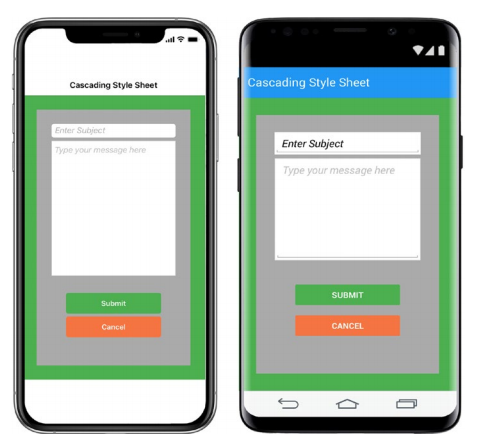 Cascading Style Sheet
Enter Subject
Type your message here
Submit
Cancel
Cascading Style Sheet
Enter Subject
Type your message here
SUBMIT
CANCEL